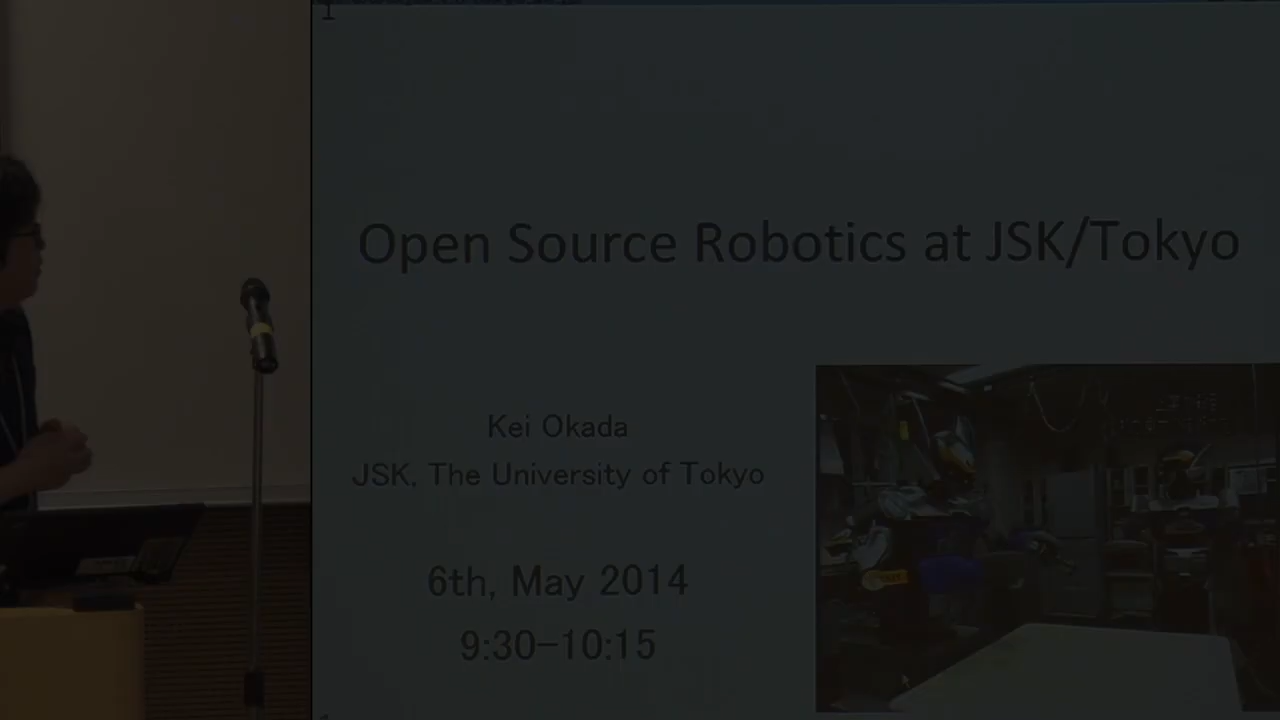 Open Source Robotics at JSK/Tokyo
Kei Okada
JSK, The University of Tokyo
6th, May 2014
9:30-10:15